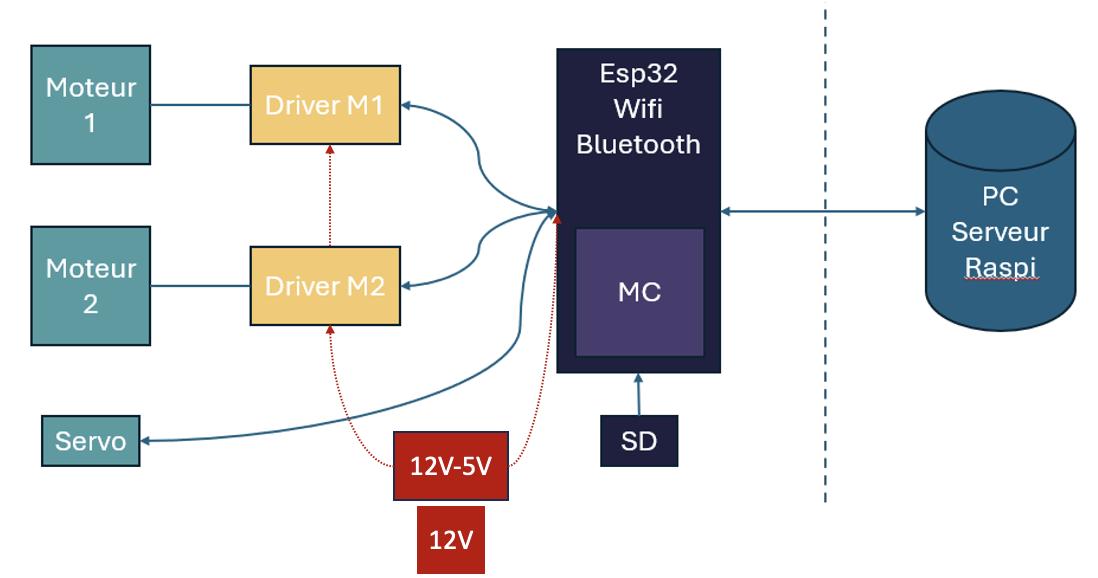 Moteur
1
Driver M1
Esp32
Wifi
Bluetooth
Moteur
2
Driver M2
MC
PC
Serveur
Raspi
Servo
12V-5V
12V
SD